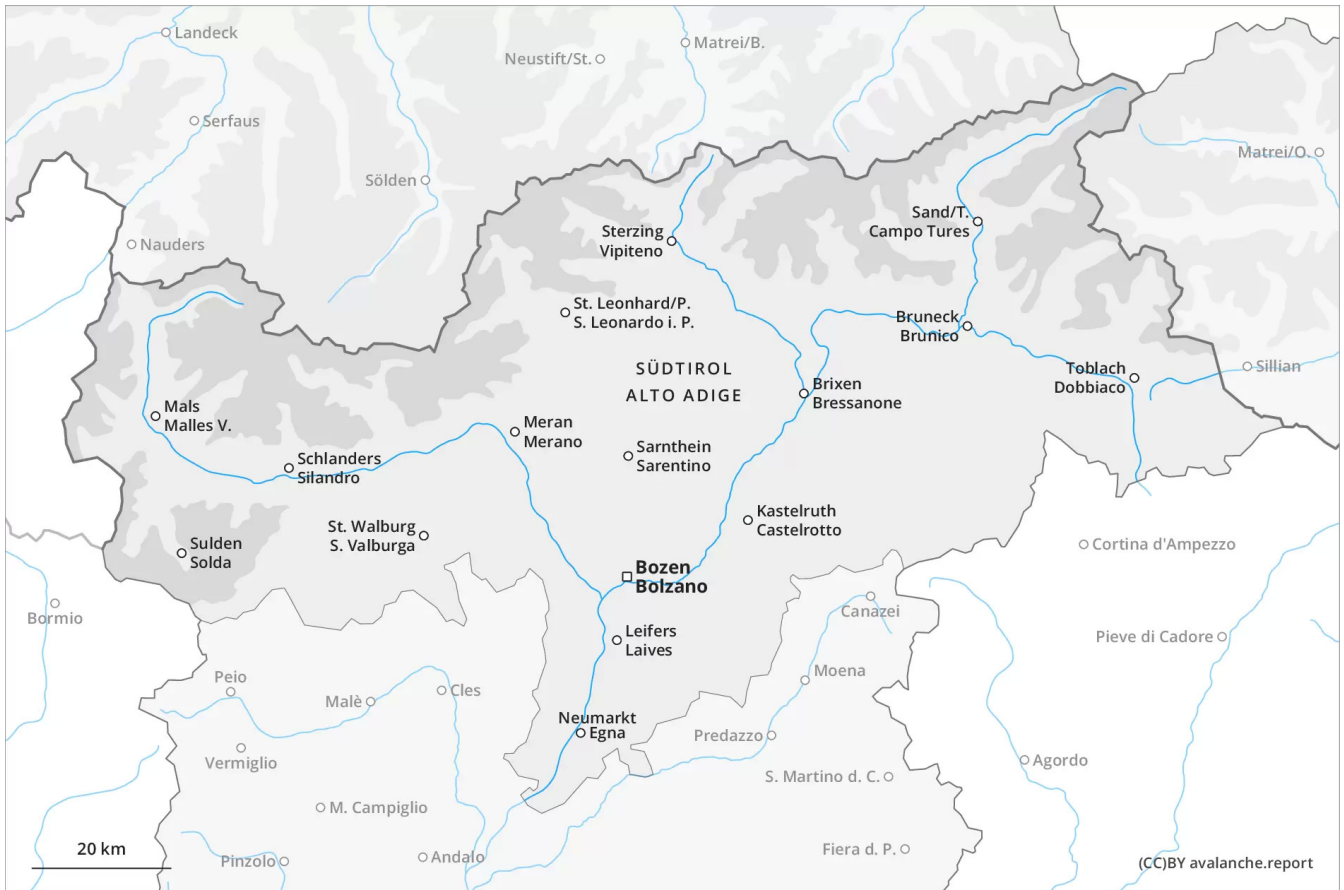 Landeck
Matrei/B.
Neustift/St.
Serfaus
Matrei/O.
Sölden
Sand/T.
Campo Tures
Nauders
Sterzing
Vipiteno
St. Leonhard/P.
S. Leonardo i. P.
Bruneck
Brunico
SÜDTIROL
ALTO ADIGE
Toblach
Dobbiaco
Sillian
Brixen
Bressanone
Mals
Malles V.
Meran
Merano
Sarnthein
Sarentino
Schlanders
Silandro
Kastelruth
Castelrotto
St. Walburg
S. Valburga
Sulden
Solda
Cortina d'Ampezzo
Bozen
Bolzano
Bormio
Canazei
Leifers
Laives
Pieve di Cadore
Peio
Moena
Malè
Cles
Neumarkt
Egna
Predazzo
Vermiglio
Agordo
S. Martino d. C.
M. Campiglio
20 km
Pinzolo
Andalo
Fiera d. P.
(CC)BY avalanche.report